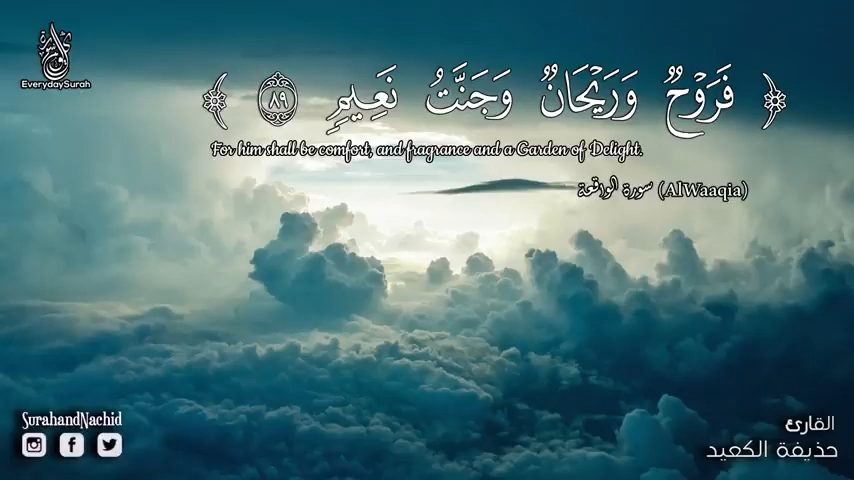 EverydaySurah
﴿ فَرَوْحٌ وَرَيْحَانٌ وَجَنَّتُ نَعِيمٍ ٨٩ ﴾
For him shall be comfort, and fragrance and a Garden of Delight.
سورة الواقعة (AlWaaqia)
SurahandNachid
القارئ
حذيفة الكعيد